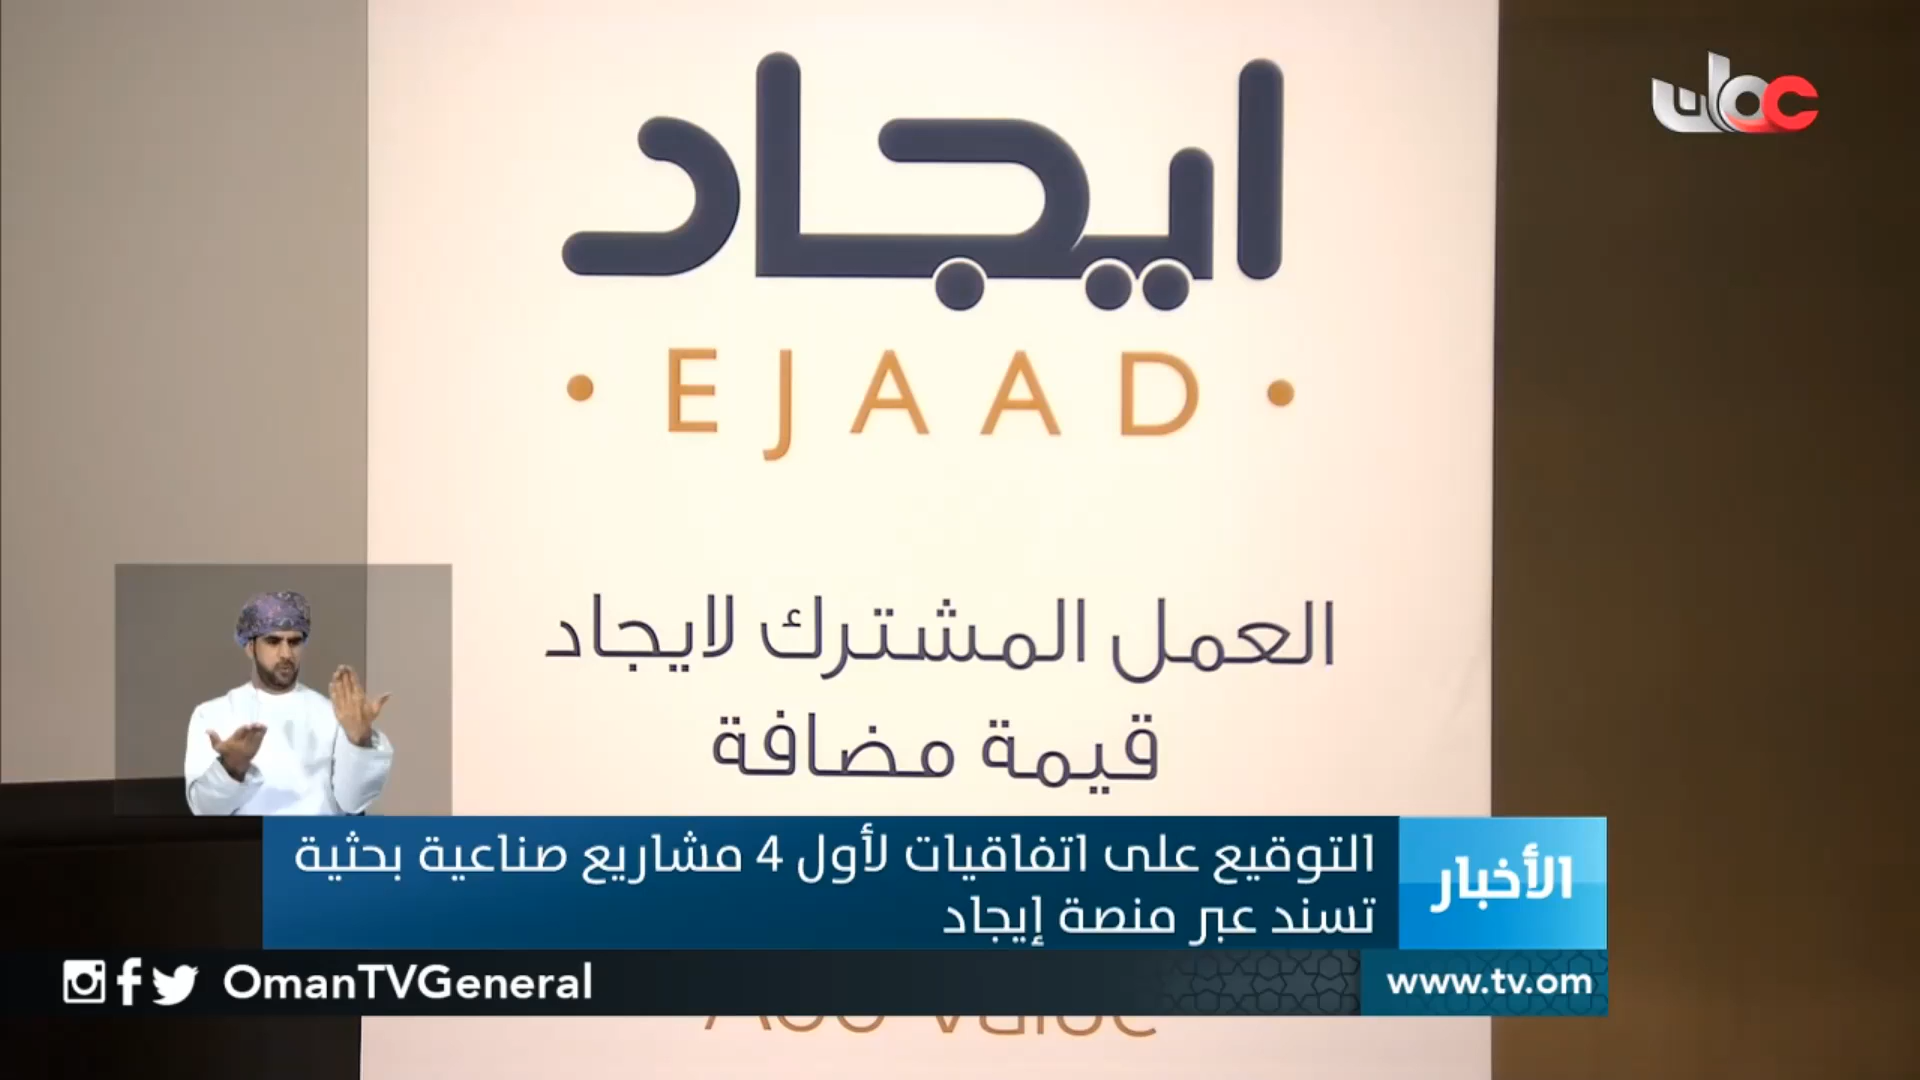 عمان
ايجاد
• EJAAD •
العمل المشترك لايجاد
قيمة مضافة
الأخبار
التوقيع على اتفاقيات لأول 4 مشاريع صناعية بحثية
تسند عبر منصة إيجاد
OmanTVGeneral
www.tv.om